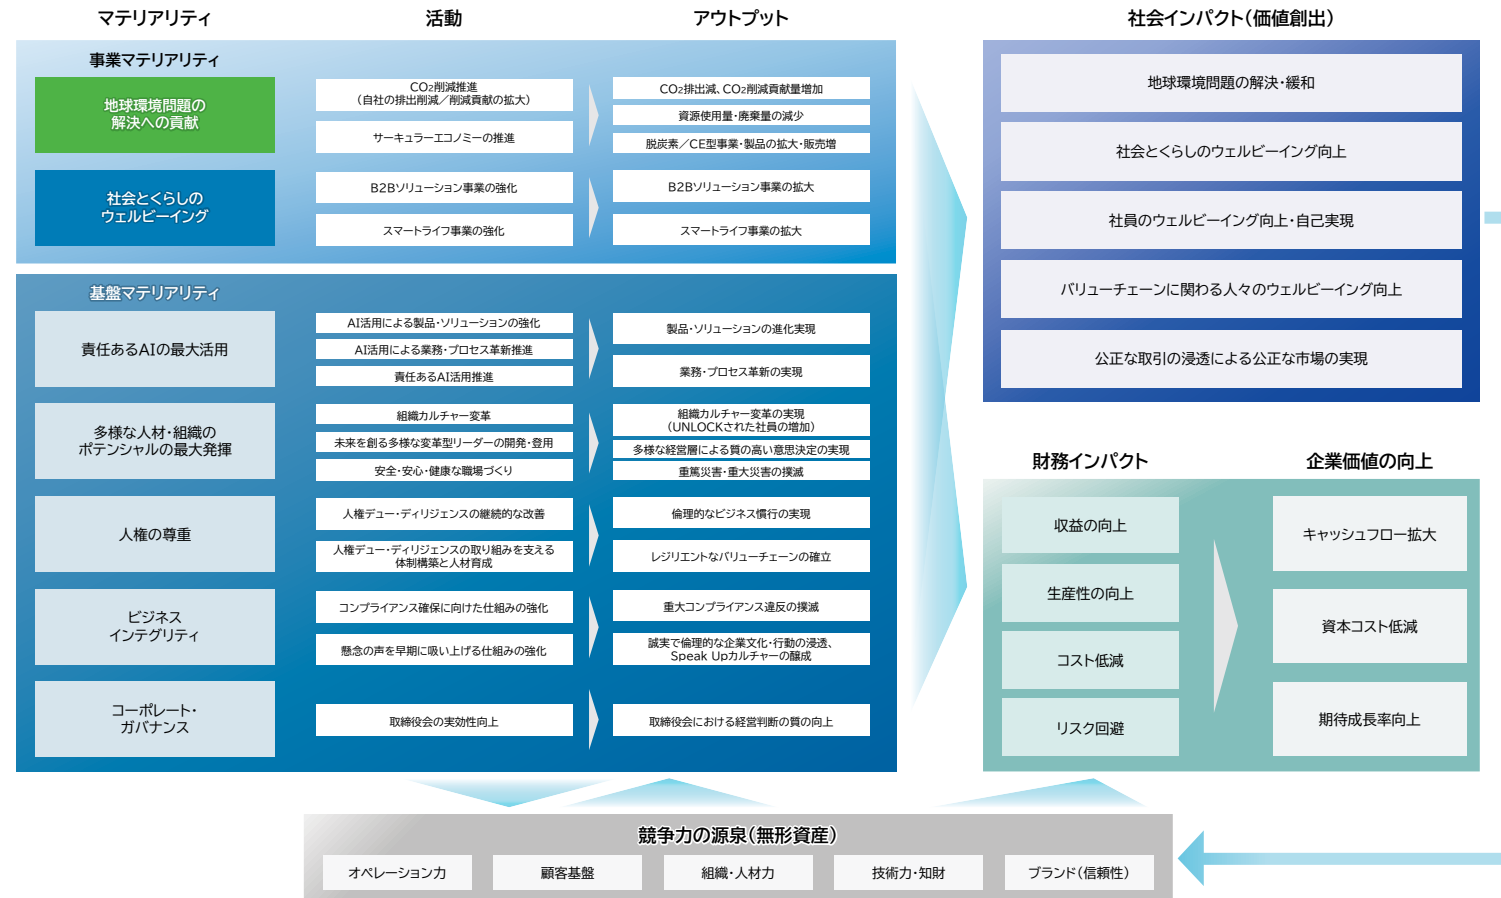 マテリアリティ
活動
アウトプット
社会インパクト（価値創出）
事業マテリアリティ
地球環境問題の
解決への貢献
CO₂削減推進
（自社の排出削減／削減貢献の拡大）
サーキュラーエコノミーの推進
CO₂排出減、CO₂削減貢献量増加
資源使用量・廃棄量の減少
脱炭素／CE型事業・製品の拡大・販売増
社会とくらしの
ウェルビーイング
B2Bソリューション事業の強化
スマートライフ事業の強化
B2Bソリューション事業の拡大
スマートライフ事業の拡大
基盤マテリアリティ
責任あるAIの最大活用
AI活用による製品・ソリューションの強化
AI活用による業務・プロセス革新推進
責任あるAI活用推進
製品・ソリューションの進化実現
業務・プロセス革新の実現
多様な人材・組織の
ポテンシャルの最大発揮
組織カルチャー変革
未来を創る多様な変革型リーダーの開発・登用
安全・安心・健康な職場づくり
組織カルチャー変革の実現
（UNLOCKされた社員の増加）
多様な経営層による質の高い意思決定の実現
重篤災害・重大災害の撲滅
人権の尊重
人権デュー・ディリジェンスの継続的な改善
人権デュー・ディリジェンスの取り組みを支える
体制構築と人材育成
倫理的なビジネス慣行の実現
レジリエントなバリューチェーンの確立
ビジネス
インテグリティ
コンプライアンス確保に向けた仕組みの強化
懸念の声を早期に吸い上げる仕組みの強化
重大コンプライアンス違反の撲滅
誠実で倫理的な企業文化・行動の浸透、
Speak Upカルチャーの醸成
コーポレート・
ガバナンス
取締役会の実効性向上
取締役会における経営判断の質の向上
地球環境問題の解決・緩和
社会とくらしのウェルビーイング向上
社員のウェルビーイング向上・自己実現
バリューチェーンに関わる人々のウェルビーイング向上
公正な取引の浸透による公正な市場の実現
財務インパクト
企業価値の向上
収益の向上
生産性の向上
コスト低減
リスク回避
キャッシュフロー拡大
資本コスト低減
期待成長率向上
競争力の源泉（無形資産）
オペレーション力
顧客基盤
組織・人材力
技術力・知財
ブランド（信頼性）